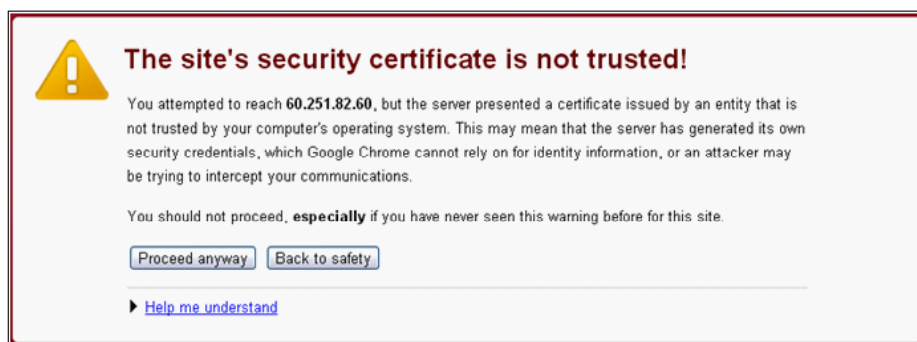 The site's security certificate is not trusted!
You attempted to reach 60.251.82.60, but the server presented a certificate issued by an entity that is
not trusted by your computer's operating system. This may mean that the server has generated its own
security credentials, which Google Chrome cannot rely on for identity information, or an attacker may
be trying to intercept your communications.
You should not proceed, especially if you have never seen this warning before for this site.
Proceed anyway Back to safety
Help me understand